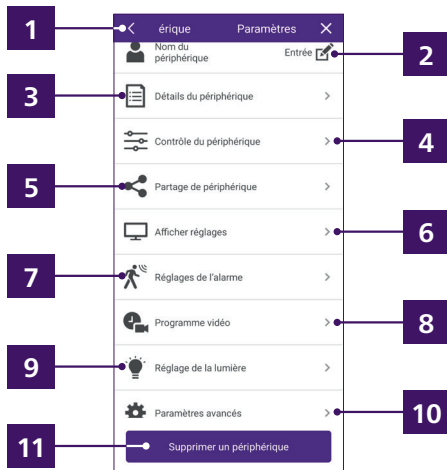 1
érique Paramètres
Nom du
périphérique
Entrée
2
3
Détails du périphérique
Contrôle du périphérique
4
5
Partage de périphérique
Afficher réglages
6
7
Réglages de l'alarme
Programme vidéo
8
9
Réglage de la lumière
Paramètres avancés
10
11
Supprimer un périphérique